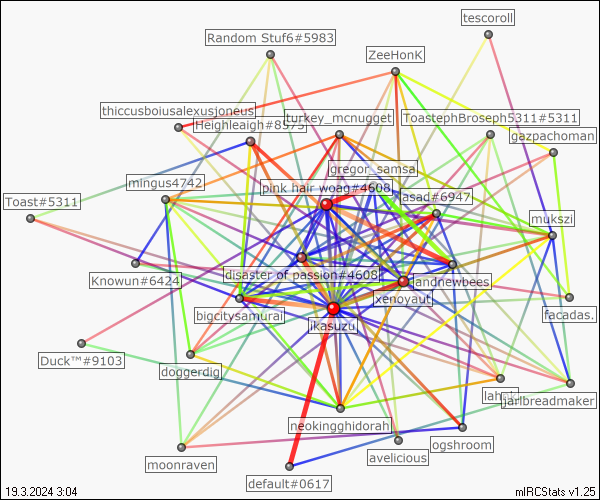 tescoroll
Random Stuf6#5983
ZeeHonK
thiccusboiusalexusjoneus
Heighleaigh#8575
turkey_mcnugget
ToastephBroseph5311#5311
gazpachoman
gregor_samsa
mingus4742
pink hair woag#4608
asad#6947
Toast#5311
mukszi
Knowun#6424
disaster of passion#4608
andnewbees
xenoyaut
bigcitysamurai
jkasuzu
facadas.
Duck™#9103
doggerdig
lahnk
jarlbreadmaker
neokingghidorah
ogshroom
moonraven
avelicious
default#0617
19.3.2024 3:04
mIRCStats v1.25